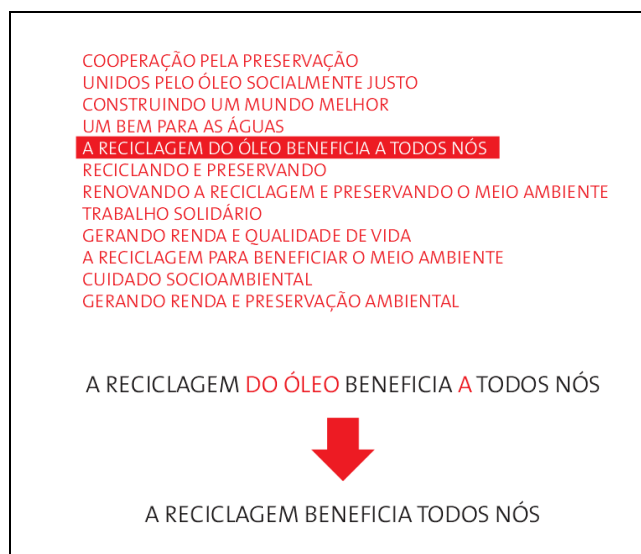 COOPERAÇÃO PELA PRESERVAÇÃO
UNIDOS PELO ÓLEO SOCIALMENTE JUSTO
CONSTRUINDO UM MUNDO MELHOR
UM BEM PARA AS ÁGUAS
A RECICLAGEM DO ÓLEO BENEFICIA A TODOS NÓS
RECICLANDO E PRESERVANDO
RENOVANDO A RECICLAGEM E PRESERVANDO O MEIO AMBIENTE
TRABALHO SOLIDÁRIO
GERANDO RENDA E QUALIDADE DE VIDA
A RECICLAGEM PARA BENEFICIAR O MEIO AMBIENTE
CUIDADO SOCIOAMBIENTAL
GERANDO RENDA E PRESERVAÇÃO AMBIENTAL
A RECICLAGEM DO ÓLEO BENEFICIA A TODOS NÓS
A RECICLAGEM BENEFICIA TODOS NÓS